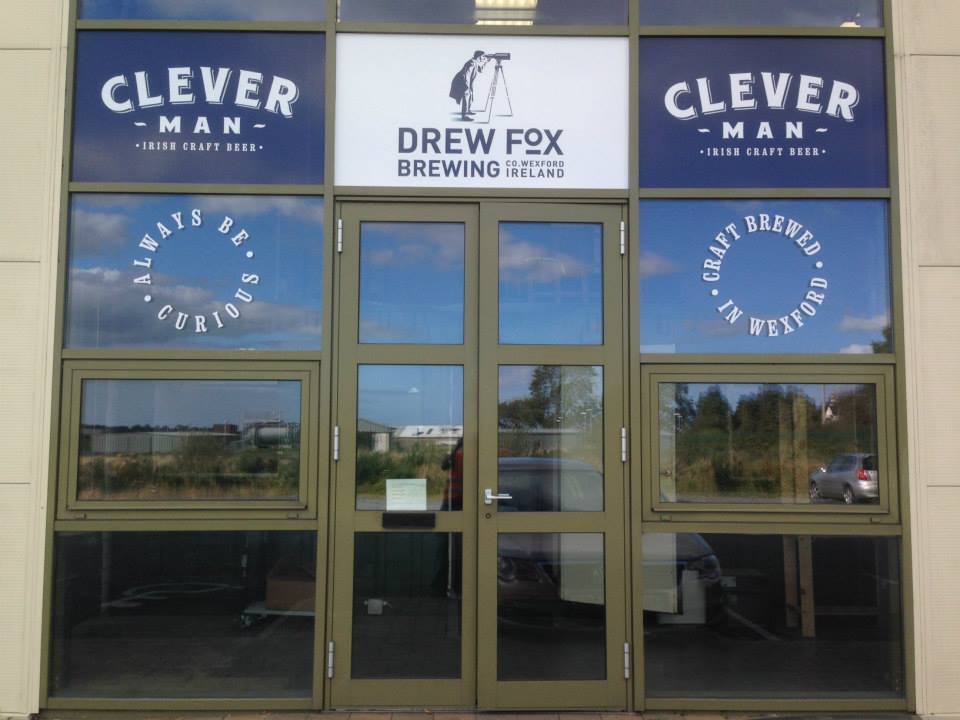 CLEVER
~ MAN ~
• IRISH CRAFT BEER •
DREW FOX
BREWING CO. WEXFORD IRELAND
CLEVER
~ MAN ~
• IRISH CRAFT BEER •
• ALWAYS BE •
CURIOUS
• CRAFT BREWED •
IN WEXFORD